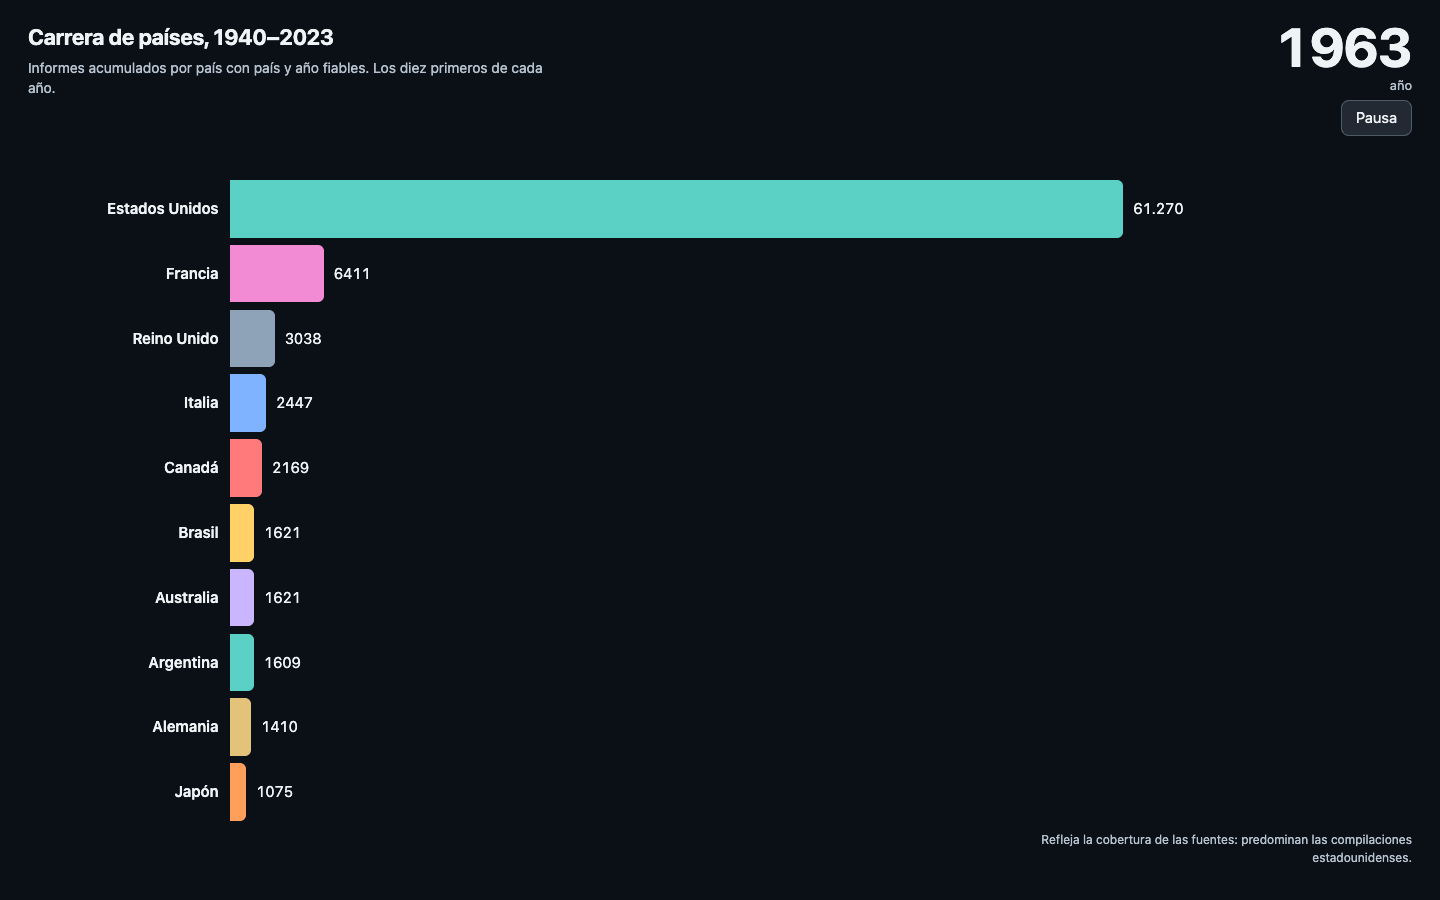 Carrera de países, 1940–2023
Informes acumulados por país con país y año fiables. Los diez primeros de cada
año.
1963
año
Pausa
Estados Unidos 61.270
Francia 6411
Reino Unido 3038
Italia 2447
Canadá 2169
Brasil 1621
Australia 1621
Argentina 1609
Alemania 1410
Japón 1075
Refleja la cobertura de las fuentes: predominan las compilaciones
estadounidenses.